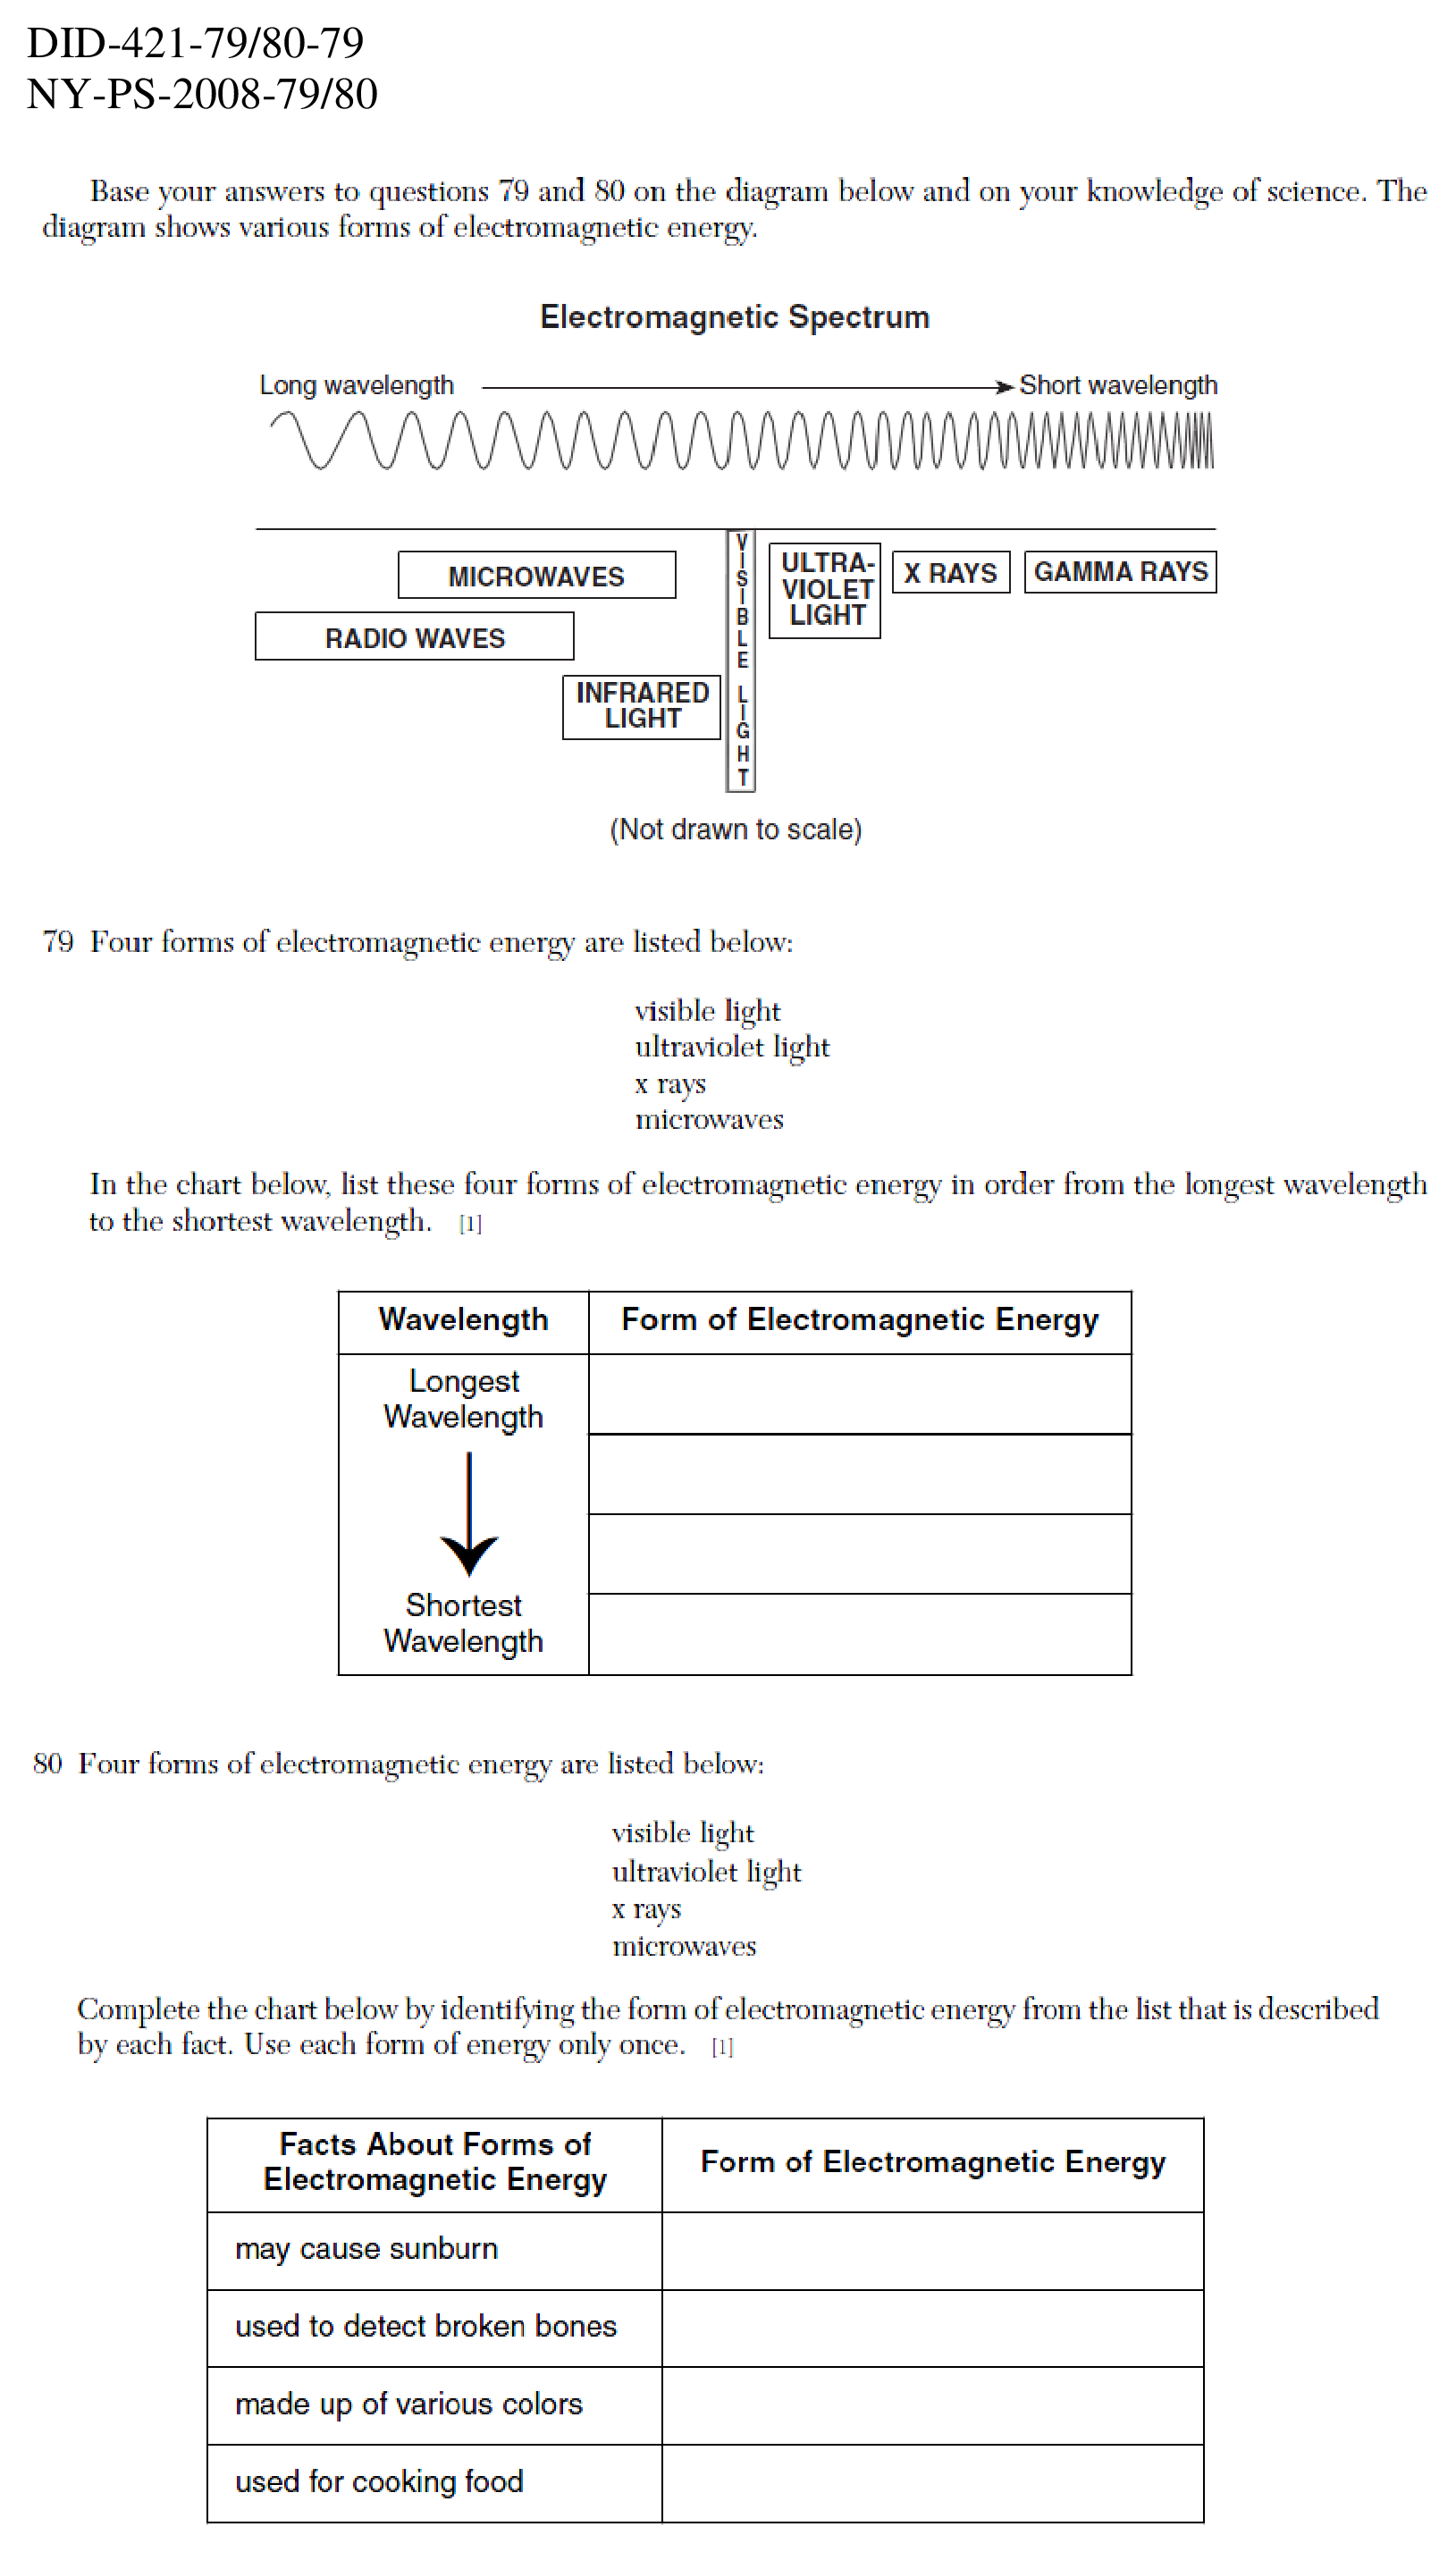 DID-421-79/80-79
NY-PS-2008-79/80
Base your answers to questions 79 and 80 on the diagram below and on your knowledge of science. The
diagram shows various forms of electromagnetic energy.
Electromagnetic Spectrum
Long wavelength
Short wavelength
MICROWAVES
RADIO WAVES
INFRARED
LIGHT
VISIBLE LIGHT
ULTRA-
VIOLET
LIGHT
X RAYS
GAMMA RAYS
(Not drawn to scale)
79 Four forms of electromagnetic energy are listed below:
visible light
ultraviolet light
x rays
microwaves
In the chart below, list these four forms of electromagnetic energy in order from the longest wavelength
to the shortest wavelength. [1]
Wavelength
Form of Electromagnetic Energy
Longest
Wavelength
Shortest
Wavelength
80 Four forms of electromagnetic energy are listed below:
visible light
ultraviolet light
x rays
microwaves
Complete the chart below by identifying the form of electromagnetic energy from the list that is described
by each fact. Use each form of energy only once. [1]
Facts About Forms of
Electromagnetic Energy
Form of Electromagnetic Energy
may cause sunburn
used to detect broken bones
made up of various colors
used for cooking food